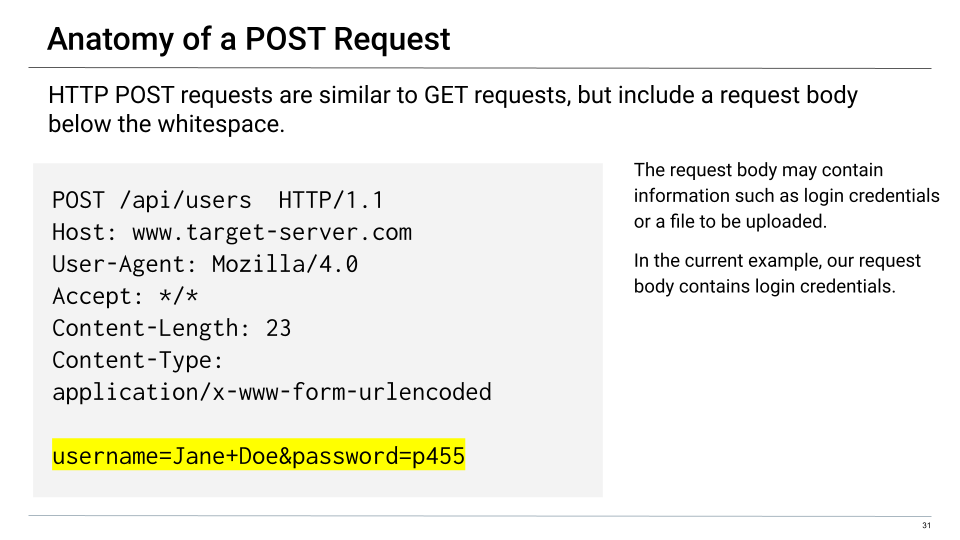 Anatomy of a POST Request
HTTP POST requests are similar to GET requests, but include a request body
below the whitespace.
POST /api/users  HTTP/1.1
Host: www.target-server.com
User-Agent: Mozilla/4.0
Accept: */*
Content-Length: 23
Content-Type:
application/x-www-form-urlencoded
username=Jane+Doe&password=p455
The request body may contain
information such as login credentials
or a file to be uploaded.
In the current example, our request
body contains login credentials.
31